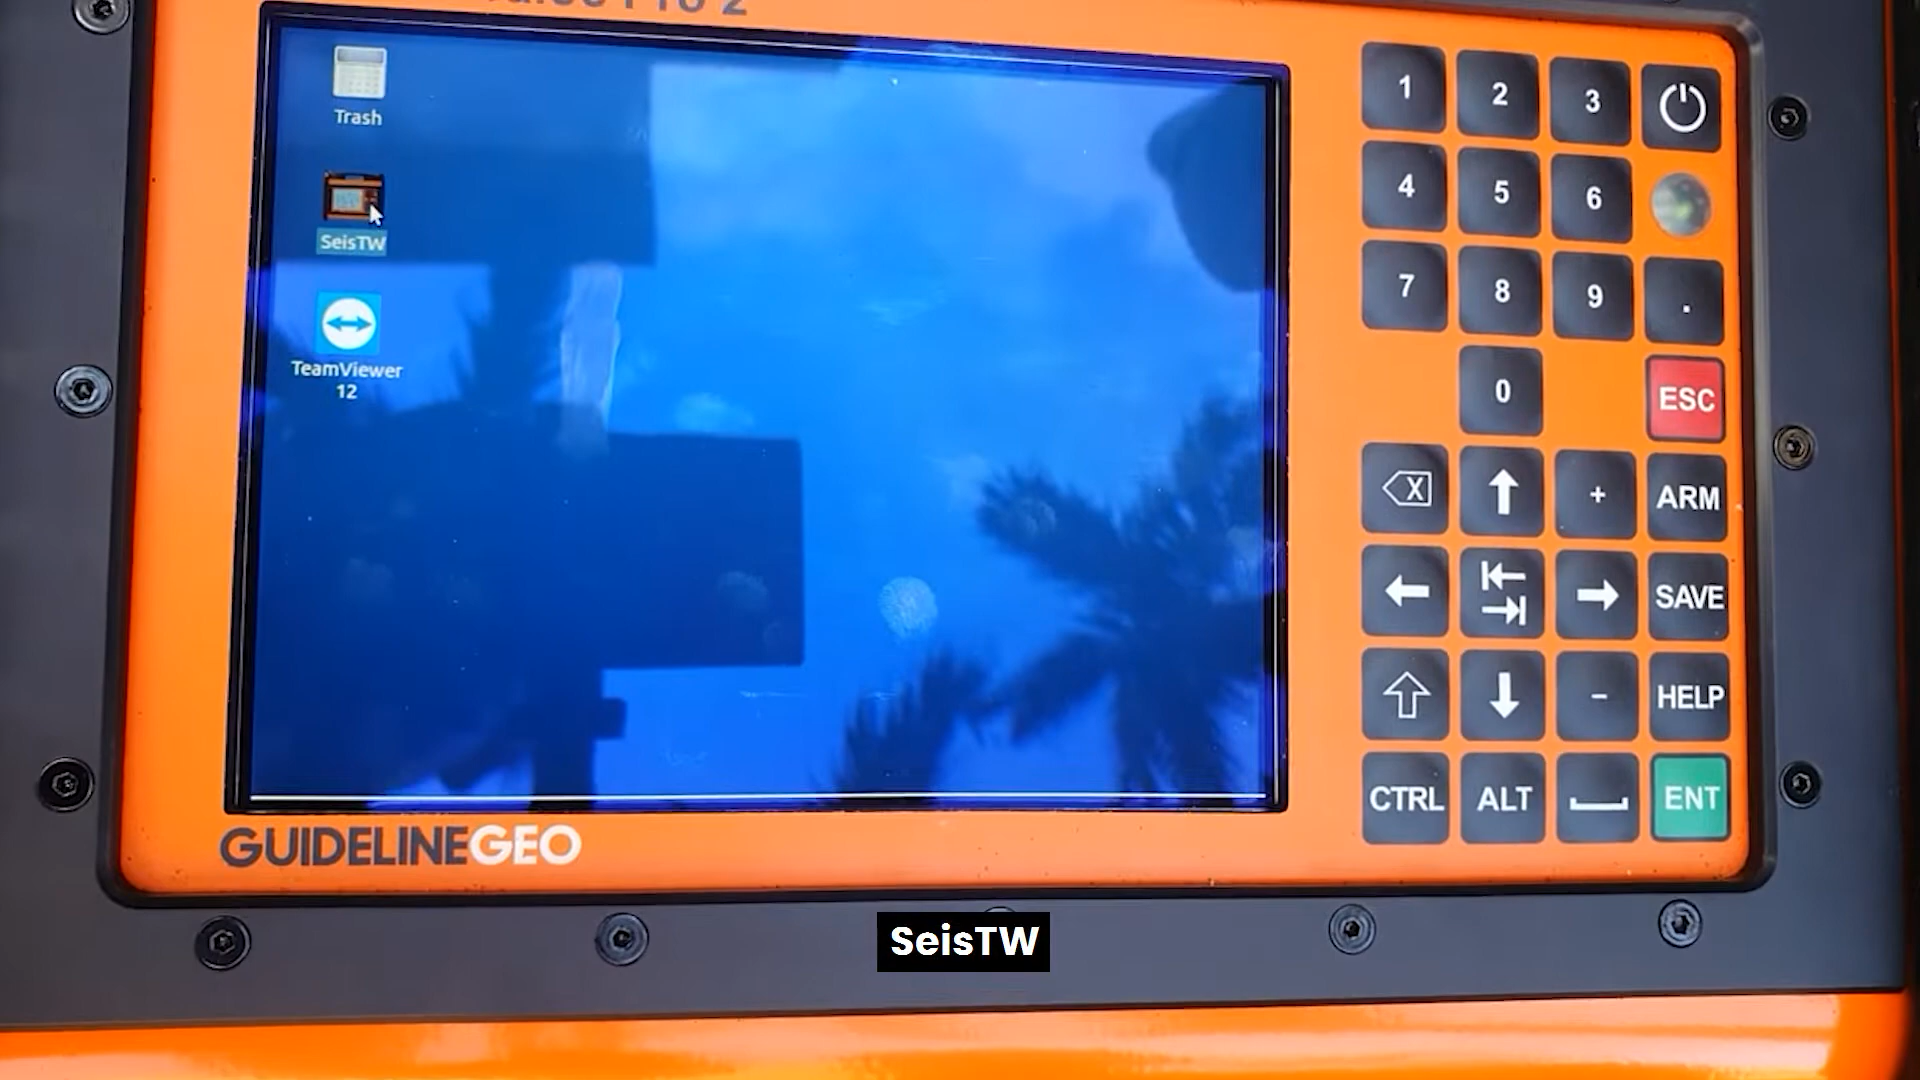 Trash
SeisTW
TeamViewer
12
1 2 3
4 5 6
7 8 9 .
0 ESC
X + ARM
SAVE
- HELP
CTRL ALT ENT
GUIDELINEGEO
SeisTW